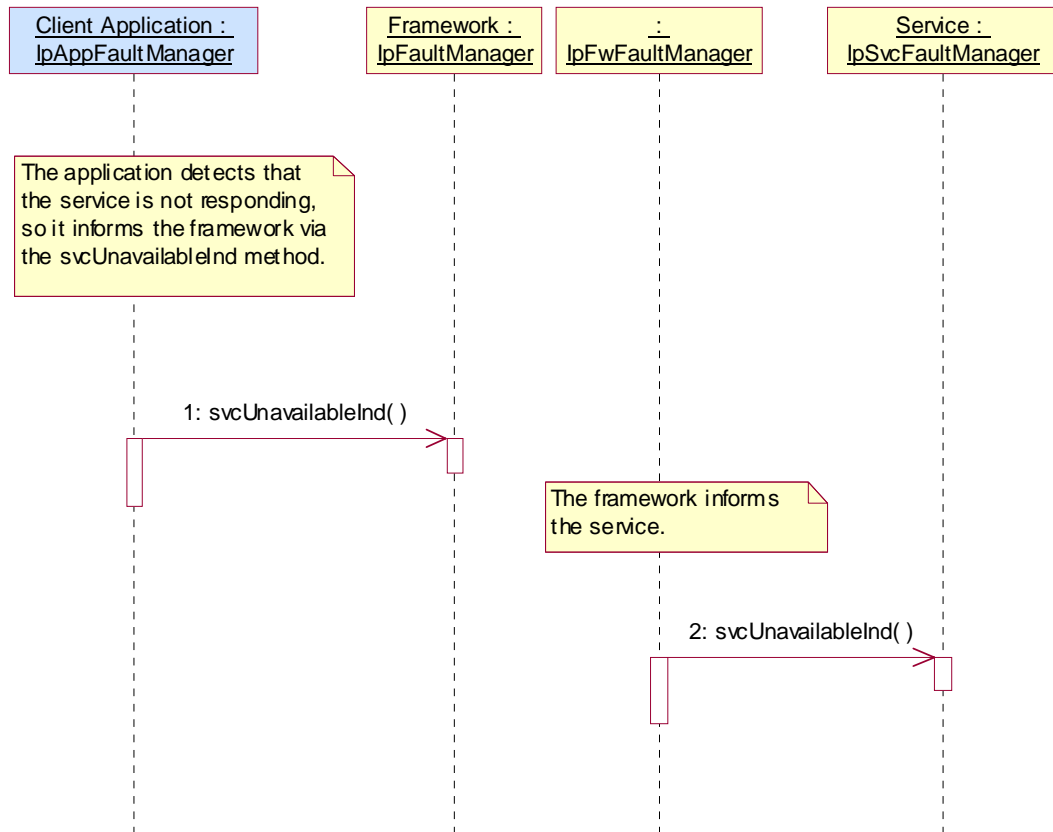 Client Application :
IpAppFaultManager
Framework :
IpFaultManager
:
IpFwFaultManager
Service :
IpSvcFaultManager
The application detects that
the service is not responding,
so it informs the framework via
the svcUnavailableInd method.
1: svcUnavailableInd( )
The framework informs
the service.
2: svcUnavailableInd( )